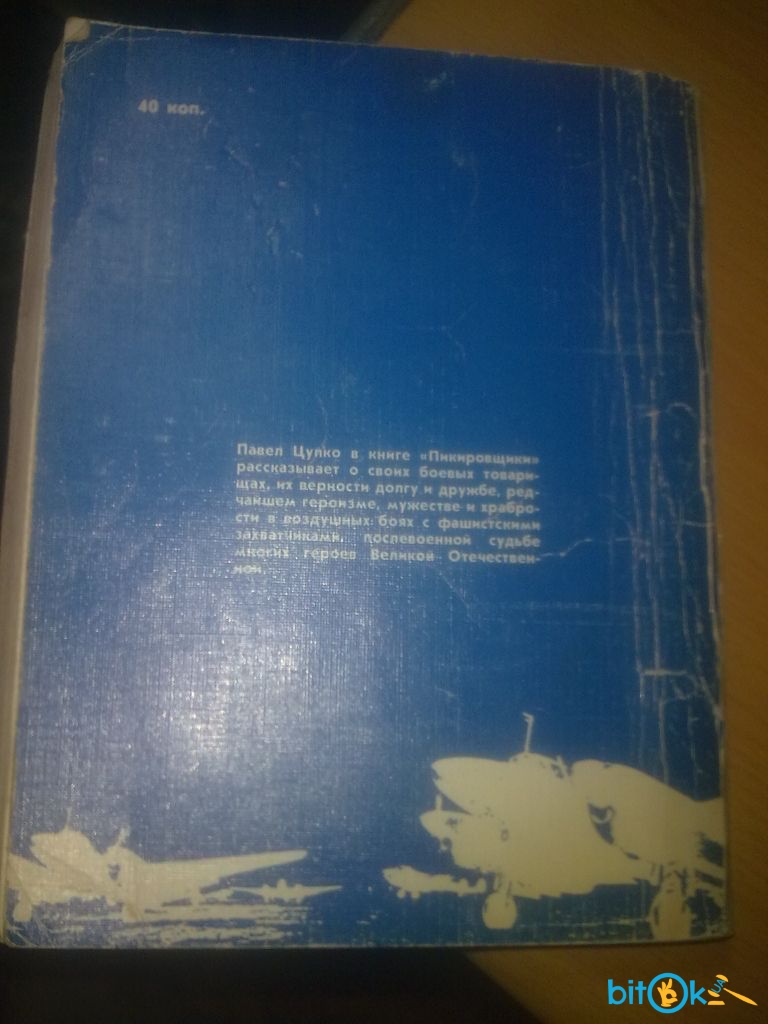 40 коп.
Павел Цупко в книге «Пикировщики»
рассказывает о своих боевых товари-
щах, их верности долгу и дружбе, ред-
чайшем героизме, мужестве и храбро-
сти в воздушных боях с фашистскими
захватчиками, послевоенной судьбе
многих героев Великой Отечествен-
ной.
bitOk UA